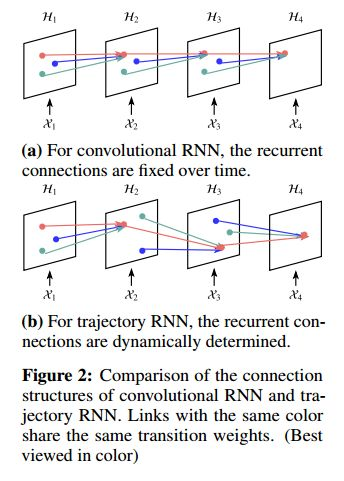 H₁ H₂ H₃ H₄
X₁ X₂ X₃ X₄
(a) For convolutional RNN, the recurrent
connections are fixed over time.
H₁ H₂ H₃ H₄
X₁ X₂ X₃ X₄
(b) For trajectory RNN, the recurrent con-
nections are dynamically determined.
Figure 2: Comparison of the connection
structures of convolutional RNN and tra-
jectory RNN. Links with the same color
share the same transition weights. (Best
viewed in color)